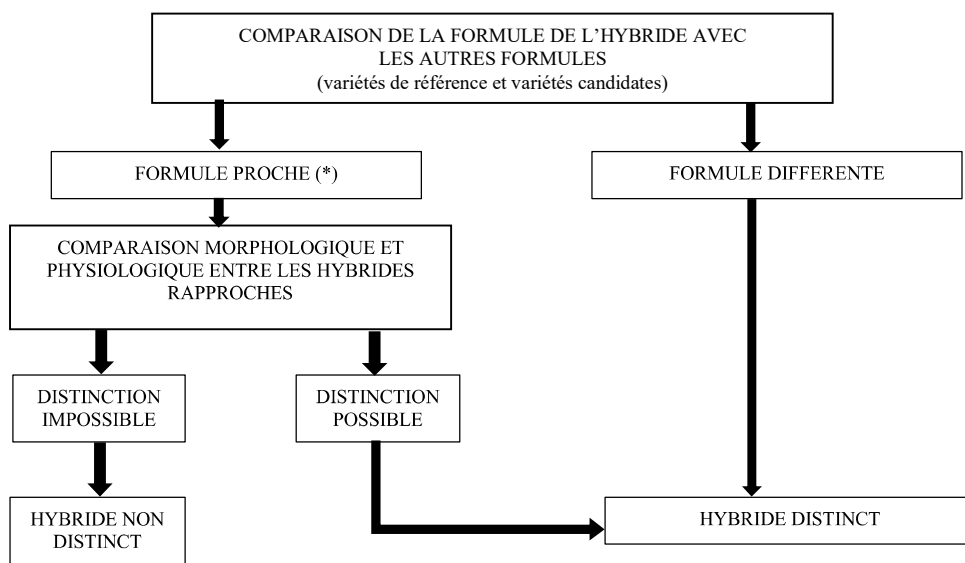 COMPARAISON DE LA FORMULE DE L’HYBRIDE AVEC
LES AUTRES FORMULES
(variétés de référence et variétés candidates)
FORMULE PROCHE (*)
FORMULE DIFFERENTE
COMPARAISON MORPHOLOGIQUE ET
PHYSIOLOGIQUE ENTRE LES HYBRIDES
RAPPROCHES
DISTINCTION
IMPOSSIBLE
DISTINCTION
POSSIBLE
HYBRIDE NON
DISTINCT
HYBRIDE DISTINCT